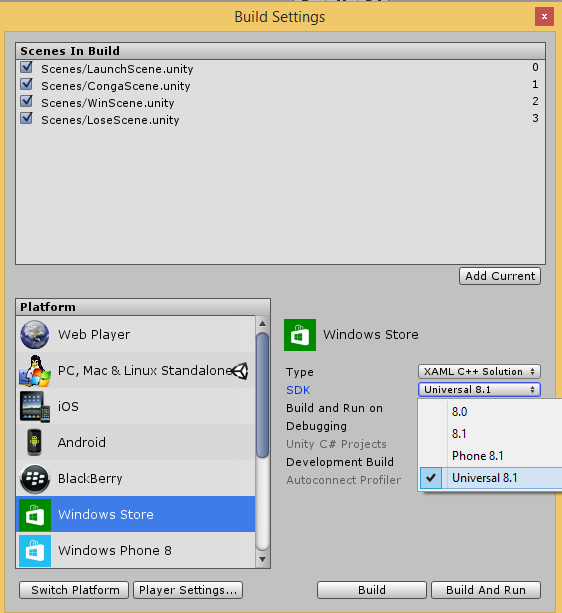 Build Settings
x
Scenes In Build
Scenes/LaunchScene.unity 0
Scenes/CongaScene.unity 1
Scenes/WinScene.unity 2
Scenes/LoseScene.unity 3
Add Current
Platform
Web Player
PC, Mac & Linux Standalone
iOS
Android
BlackBerry
Windows Store
Windows Phone 8
Windows Store
Type XAML C++ Solution
SDK Universal 8.1
Build and Run on
Debugging
Unity C# Projects
Development Build
Autoconnect Profiler
8.0
8.1
Phone 8.1
Universal 8.1
Switch Platform
Player Settings...
Build
Build And Run